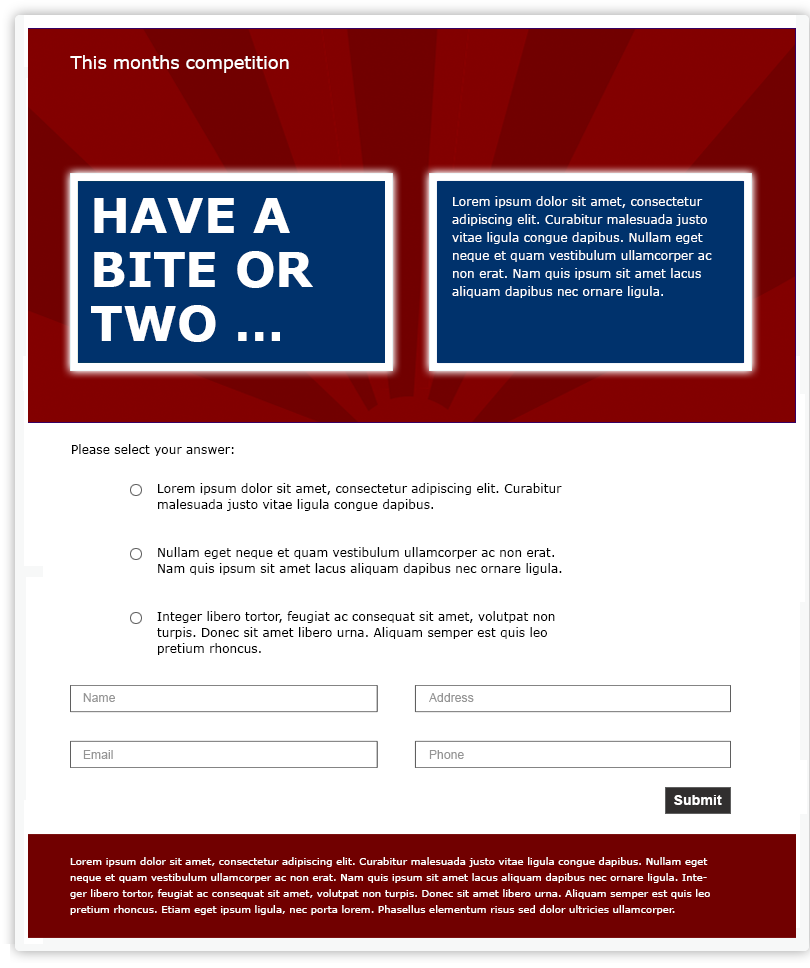 This months competition
HAVE A
BITE OR
TWO ...
Lorem ipsum dolor sit amet, consectetur
adipiscing elit. Curabitur malesuada justo
vitae ligula congue dapibus. Nullam eget
neque et quam vestibulum ullamcorper ac
non erat. Nam quis ipsum sit amet lacus
aliquam dapibus nec ornare ligula.
Please select your answer:
Lorem ipsum dolor sit amet, consectetur adipiscing elit. Curabitur
malesuada justo vitae ligula congue dapibus.
Nullam eget neque et quam vestibulum ullamcorper ac non erat.
Nam quis ipsum sit amet lacus aliquam dapibus nec ornare ligula.
Integer libero tortor, feugiat ac consequat sit amet, volutpat non
turpis. Donec sit amet libero urna. Aliquam semper est quis leo
pretium rhoncus.
Name
Address
Email
Phone
Submit
Lorem ipsum dolor sit amet, consectetur adipiscing elit. Curabitur malesuada justo vitae ligula congue dapibus. Nullam eget
neque et quam vestibulum ullamcorper ac non erat. Nam quis ipsum sit amet lacus aliquam dapibus nec ornare ligula. Inte-
ger libero tortor, feugiat ac consequat sit amet, volutpat non turpis. Donec sit amet libero urna. Aliquam semper est quis leo
pretium rhoncus. Etiam eget ipsum ligula, nec porta lorem. Phasellus elementum risus sed dolor ultricies ullamcorper.